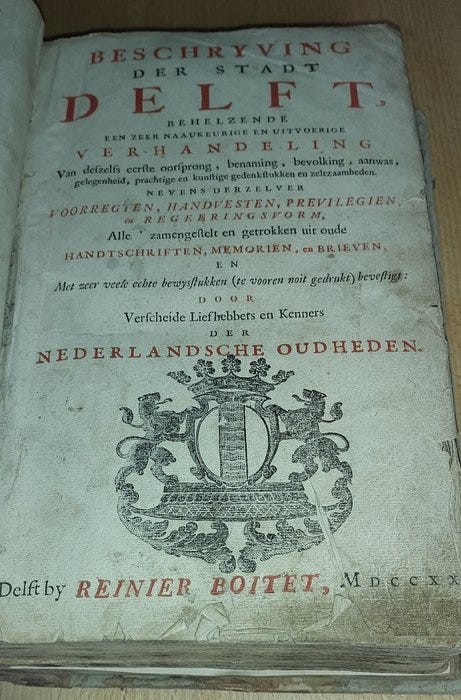 BESCHRYVING
DER STADT
DELFT,
BEHELZENDE
EEN ZEER NAAUKEURIGE EN UITVOERIGE
VERHANDELING
Van deszelfs eerste oorsprong, benaming, bevolking, aanwas,
gelegenheid, prachtige en kunstige gedenkstukken en zeltzaamheden.
NEVENS DERZELVER
VOORREGTEN, HANDVESTEN, PREVILEGIEN,
en REGEERINGSVORM,
Alle zamengestelt en getrokken uit oude
HANDTSCHRIFTEN, MEMORIEN, en BRIEVEN,
EN
Met zeer veele echte bewysstukken (te vooren noit gedrukt) bevestigt:
DOOR
Verscheide Liefhebbers en Kenners
DER
NEDERLANDSCHE OUDHEDEN.
Delft by REINIER BOITET, MDCCXX